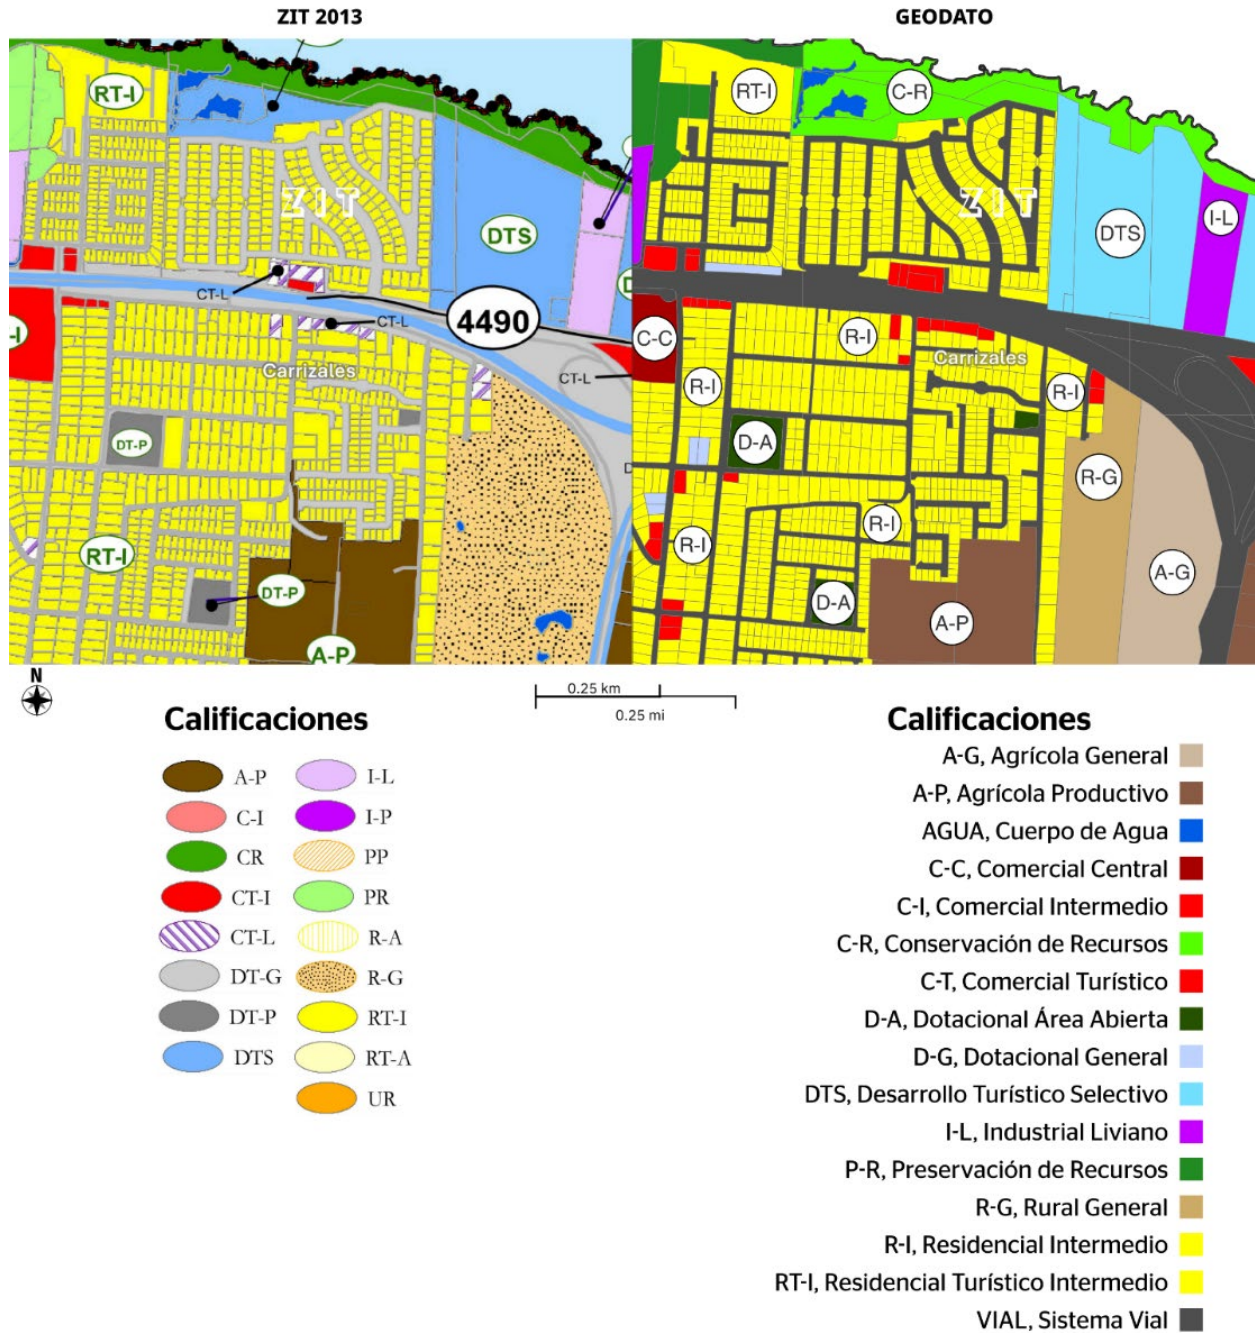 ZIT 2013
GEODATO
RT-I
ZIT
DTS
CT-L
CT-L
4490
CT-L
-I
Carrizales
DT-P
RT-I
DT-P
A-P
D
D
RT-I
C-R
ZIT
DTS
I-L
C-C
R-I
R-I
Carrizales
R-I
D-A
R-G
R-I
R-I
A-G
D-A
A-P
N
0.25 km
0.25 mi
Calificaciones
A-P
C-I
CR
CT-I
CT-L
DT-G
DT-P
DTS
I-L
I-P
PP
PR
R-A
R-G
RT-I
RT-A
UR
Calificaciones
A-G, Agrícola General
A-P, Agrícola Productivo
AGUA, Cuerpo de Agua
C-C, Comercial Central
C-I, Comercial Intermedio
C-R, Conservación de Recursos
C-T, Comercial Turístico
D-A, Dotacional Área Abierta
D-G, Dotacional General
DTS, Desarrollo Turístico Selectivo
I-L, Industrial Liviano
P-R, Preservación de Recursos
R-G, Rural General
R-I, Residencial Intermedio
RT-I, Residencial Turístico Intermedio
VIAL, Sistema Vial